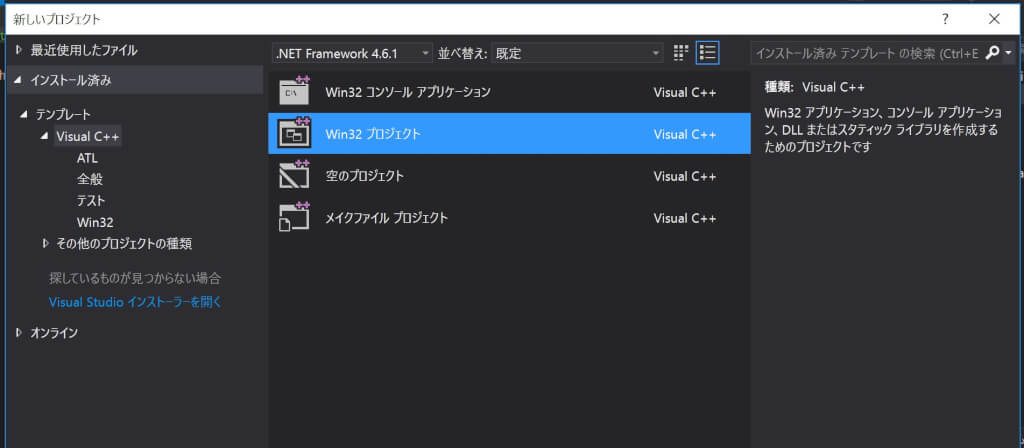 新しいプロジェクト
?
最近使用したファイル
インストール済み
テンプレート
Visual C++
ATL
全般
テスト
Win32
その他のプロジェクトの種類
探しているものが見つからない場合
Visual Studio インストーラーを開く
オンライン
.NET Framework 4.6.1
並べ替え: 既定
Win32 コンソール アプリケーション Visual C++
Win32 プロジェクト Visual C++
空のプロジェクト Visual C++
メイクファイル プロジェクト Visual C++
インストール済み テンプレート の検索 (Ctrl+E
種類: Visual C++
Win32 アプリケーション、コンソール アプリケーショ
ン、DLL またはスタティック ライブラリを作成する
ためのプロジェクトです